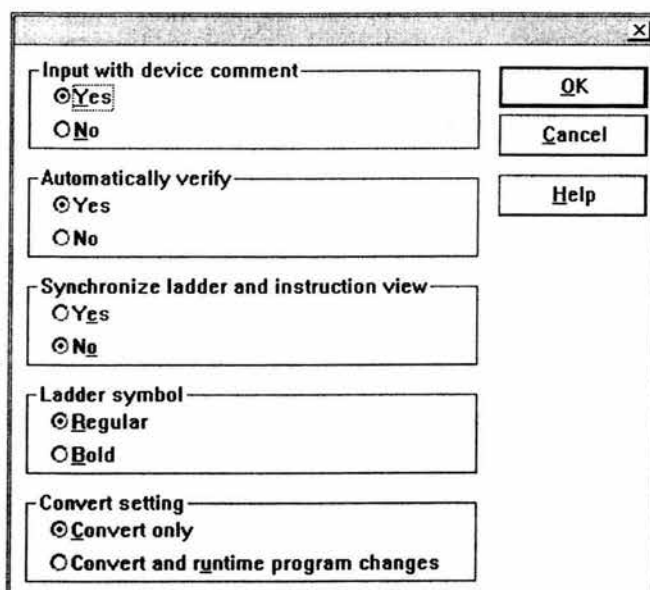 Input with device comment
Yes
No
OK
Cancel
Automatically verify
Yes
No
Help
Synchronize ladder and instruction view
Yes
No
Ladder symbol
Regular
Bold
Convert setting
Convert only
Convert and runtime program changes